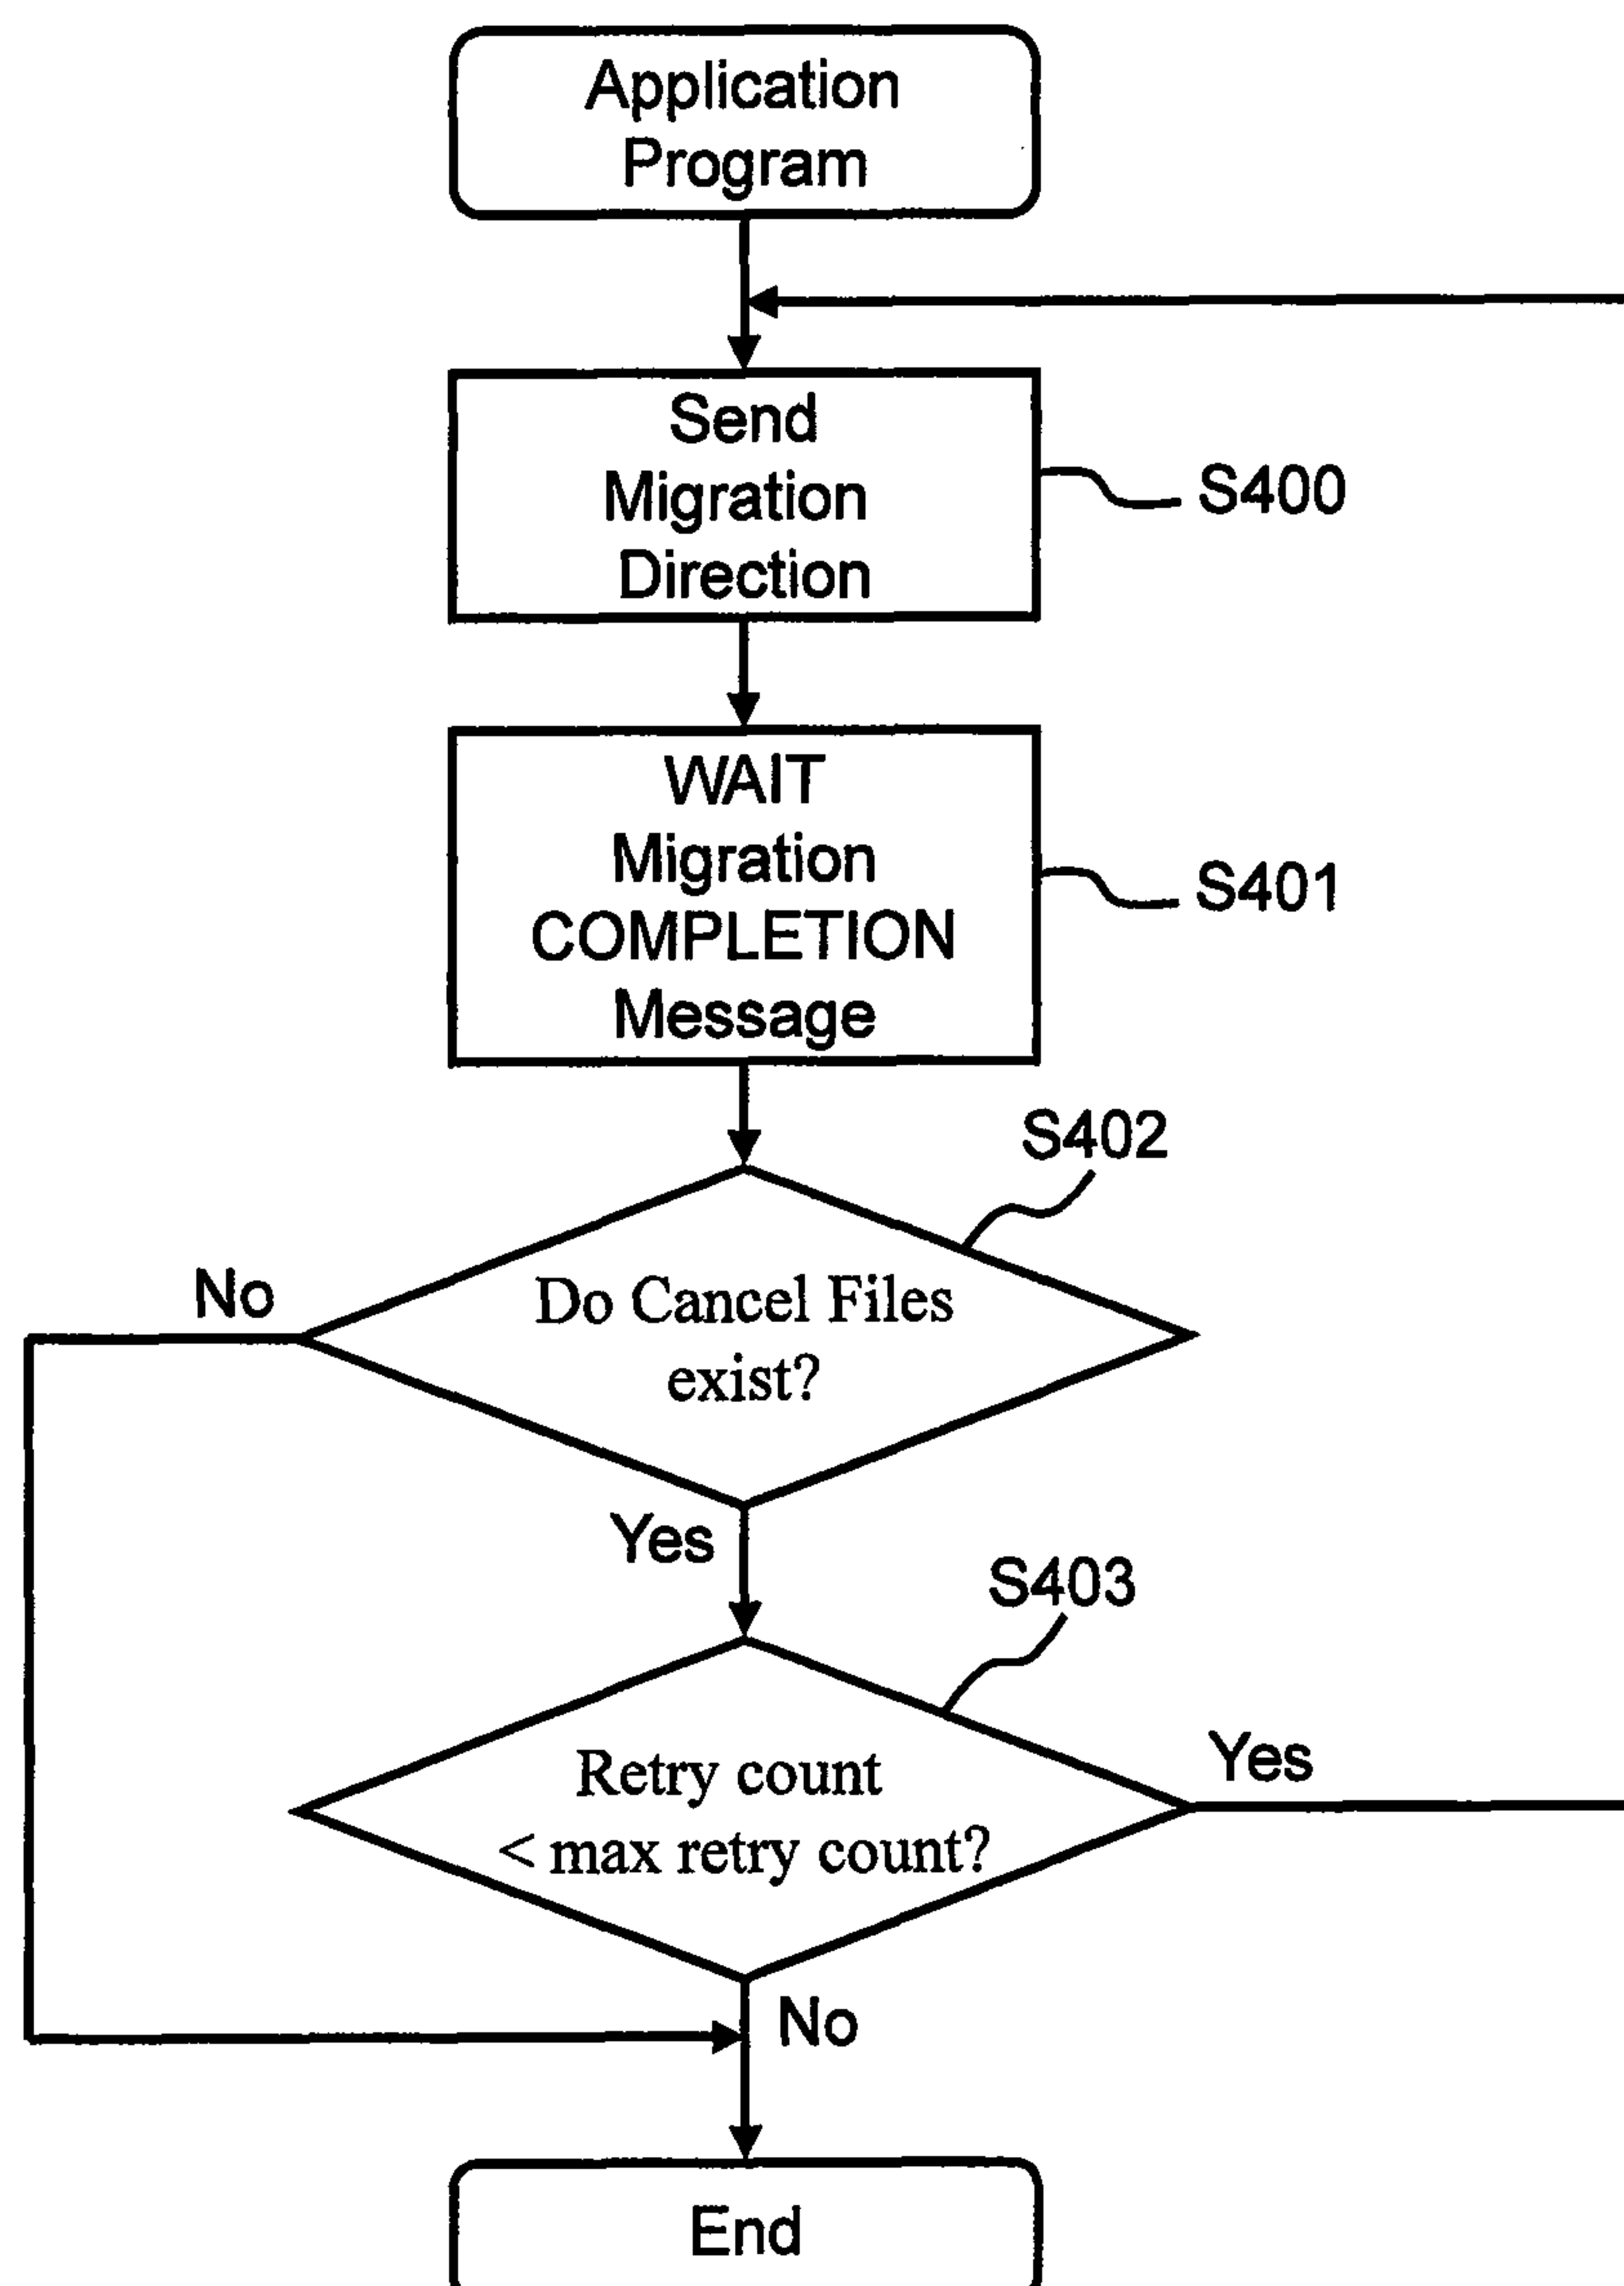 Application
Program
Send
Migration
Direction
S400
WAIT
Migration
COMPLETION
Message
S401
S402
No
Do Cancel Files
exist?
Yes
S403
Retry count
< max retry count?
Yes
No
End